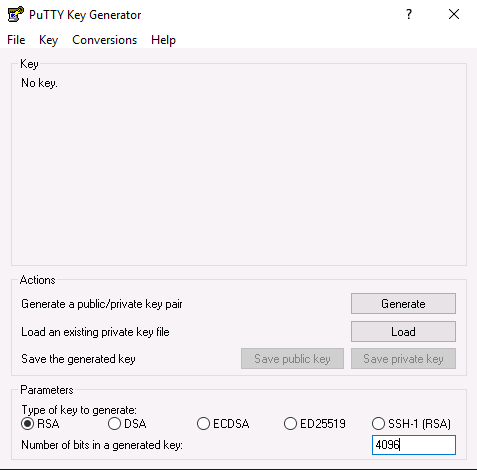 PuTTY Key Generator
? 
File Key Conversions Help
Key
No key.
Actions
Generate a public/private key pair Generate
Load an existing private key file Load
Save the generated key Save public key Save private key
Parameters
Type of key to generate:
RSA DSA ECDSA ED25519 SSH-1 (RSA)
Number of bits in a generated key: 4096